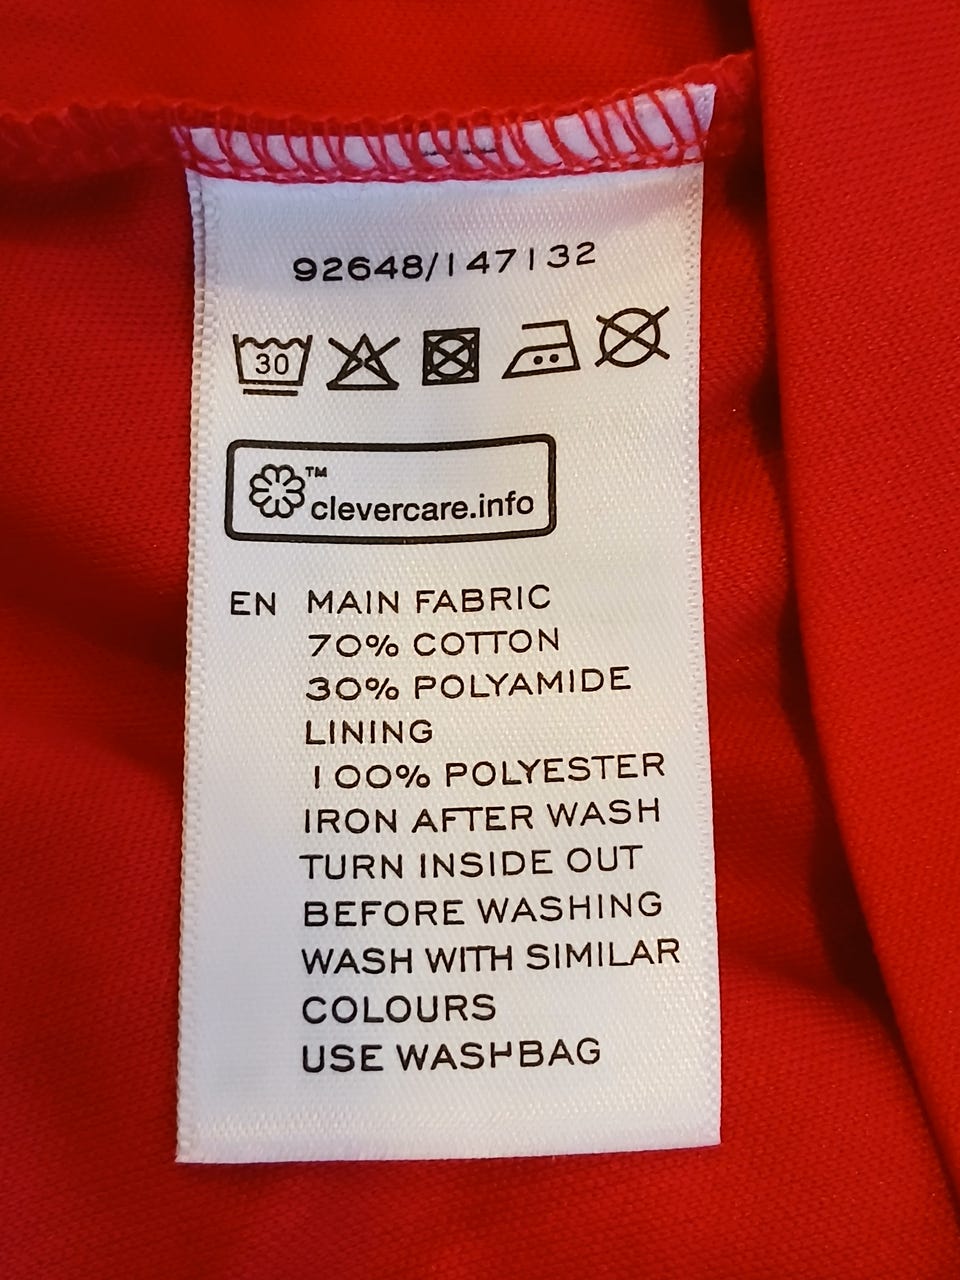 92648/147132
30
™
clevercare.info
EN MAIN FABRIC
70% COTTON
30% POLYAMIDE
LINING
100% POLYESTER
IRON AFTER WASH
TURN INSIDE OUT
BEFORE WASHING
WASH WITH SIMILAR
COLOURS
USE WASHBAG